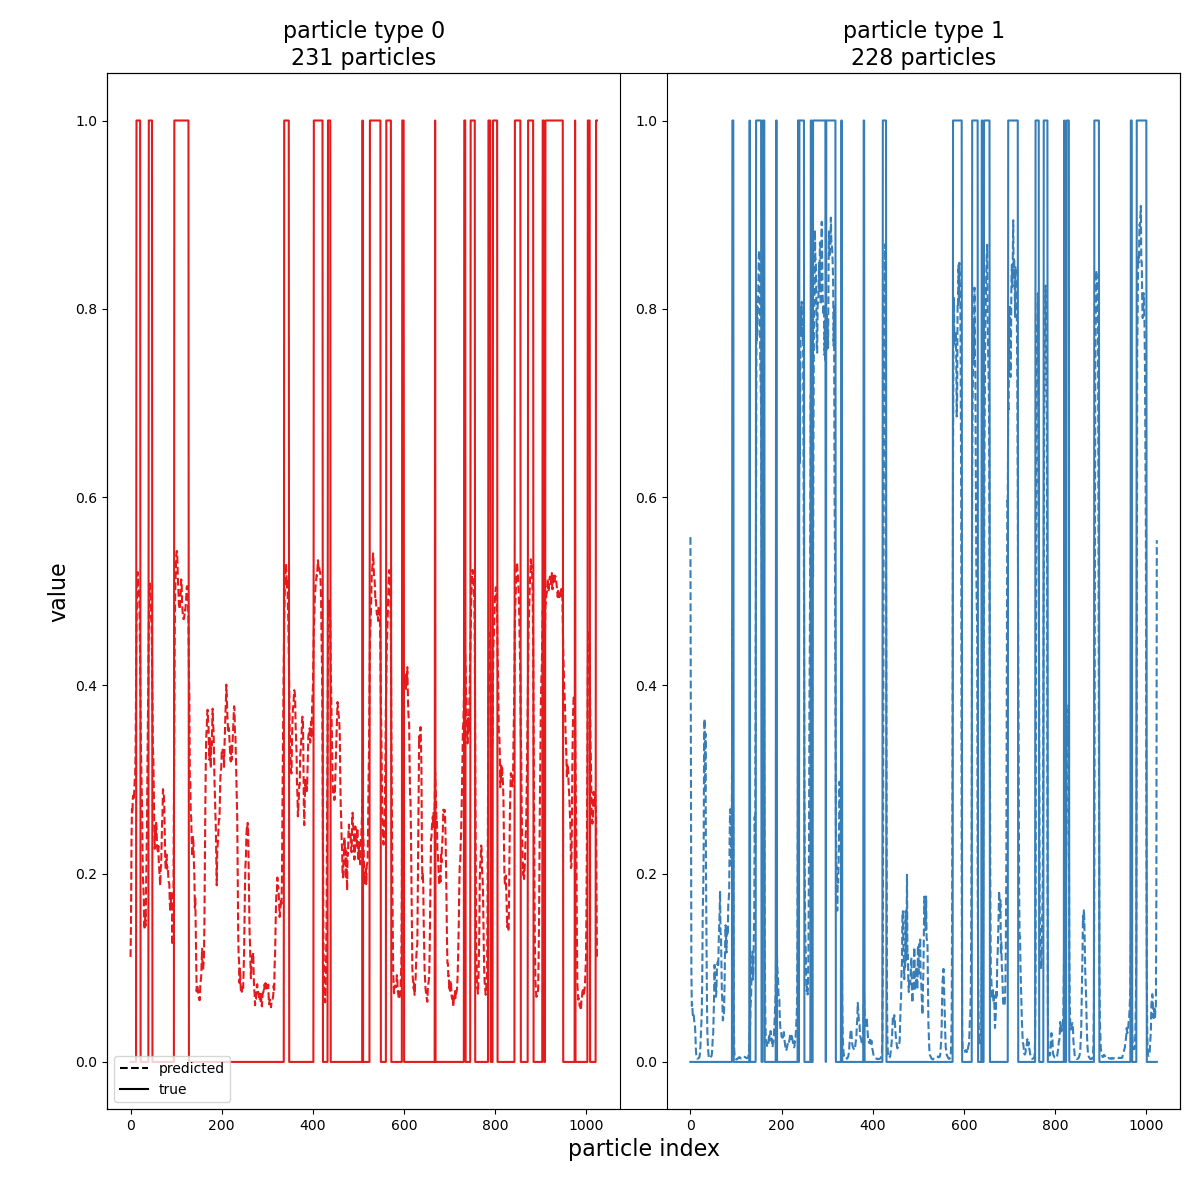 particle type 0
231 particles
particle type 1
228 particles
1.0
0.8
0.6
0.4
0.2
0.0
value
predicted
true
0 200 400 600 800 1000
0 200 400 600 800 1000
particle index